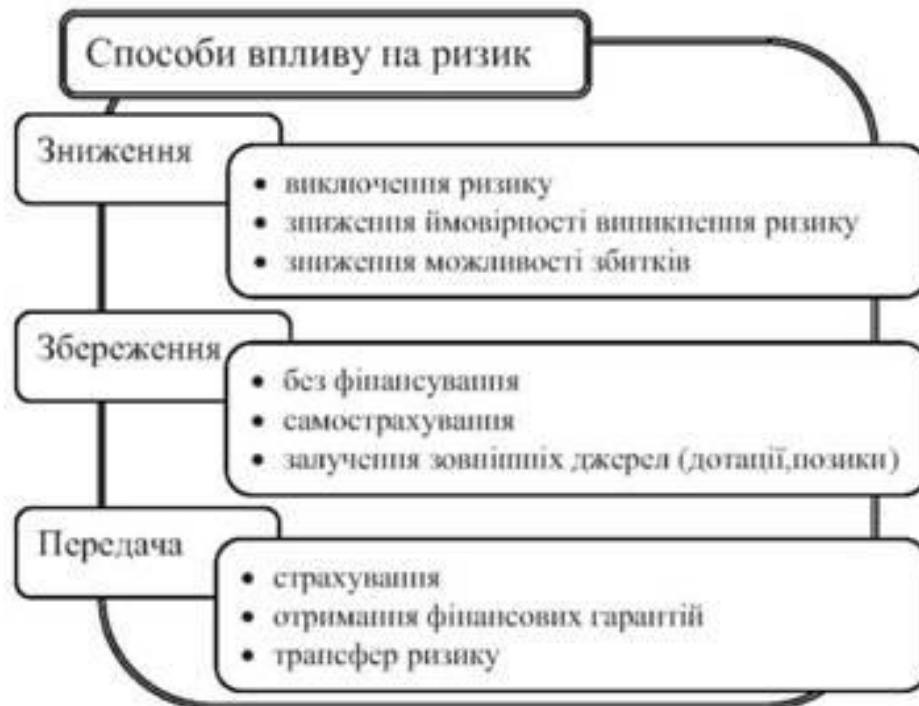 Способи впливу на ризик
Зниження
• виключення ризику
• зниження ймовірності виникнення ризику
• зниження можливості збитків
Збереження
• без фінансування
• самострахування
• залучення зовнішніх джерел (дотації,позики)
Передача
• страхування
• отримання фінансових гарантій
• трансфер ризику